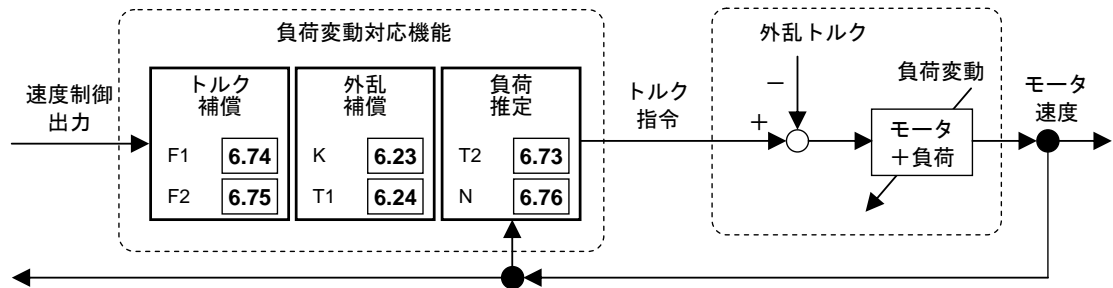 負荷変動対応機能
外乱トルク
速度制御
出力
トルク
補償
F1 6.74
F2 6.75
外乱
補償
K 6.23
T1 6.24
負荷
推定
T2 6.73
N 6.76
トルク
指令
＋
－
負荷変動
モータ
＋負荷
モータ
速度